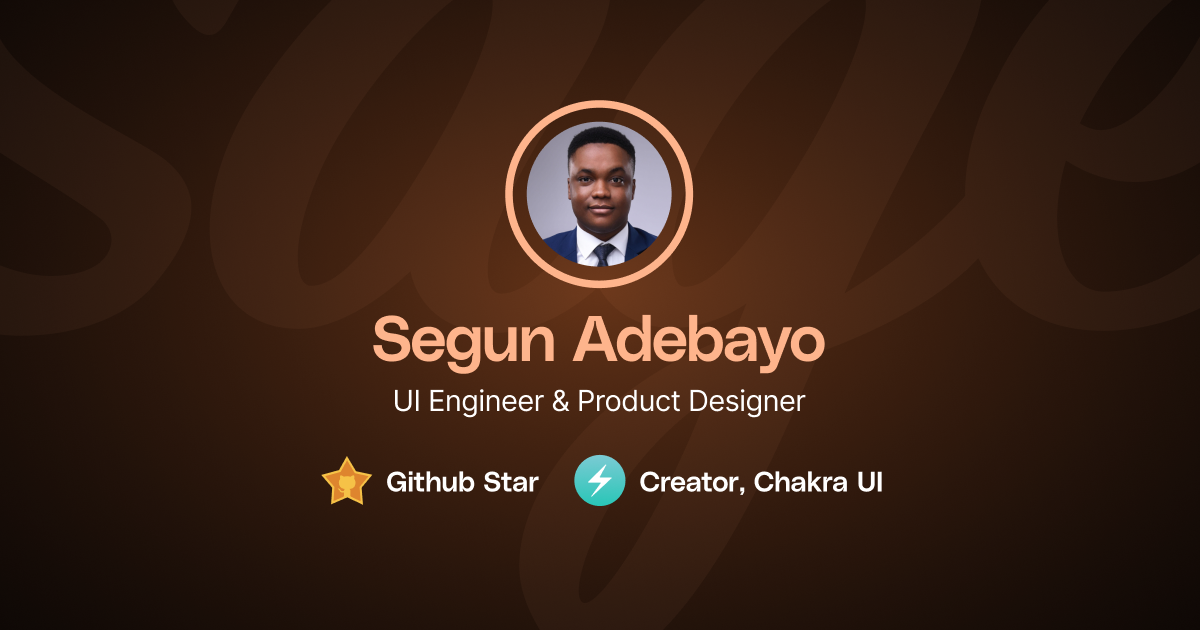 Segun Adebayo
UI Engineer & Product Designer
Github Star
Creator, Chakra UI